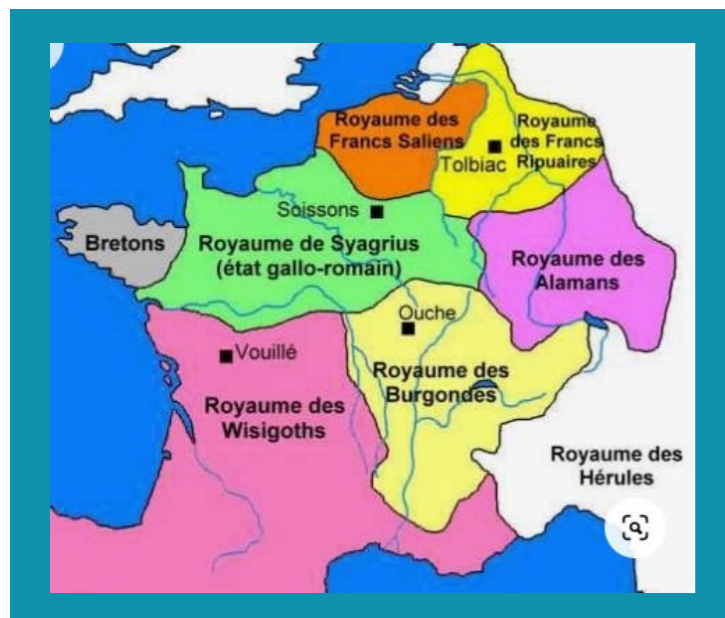 Royaume des
Francs Saliens
Royaume
des Francs
Ripuaires
Tolbiac
Soissons
Bretons
Royaume de Syagrius
(état gallo-romain)
Royaume des
Alamans
Ouche
Vouillé
Royaume des
Burgondes
Royaume des
Wisigoths
Royaume des
Hérules